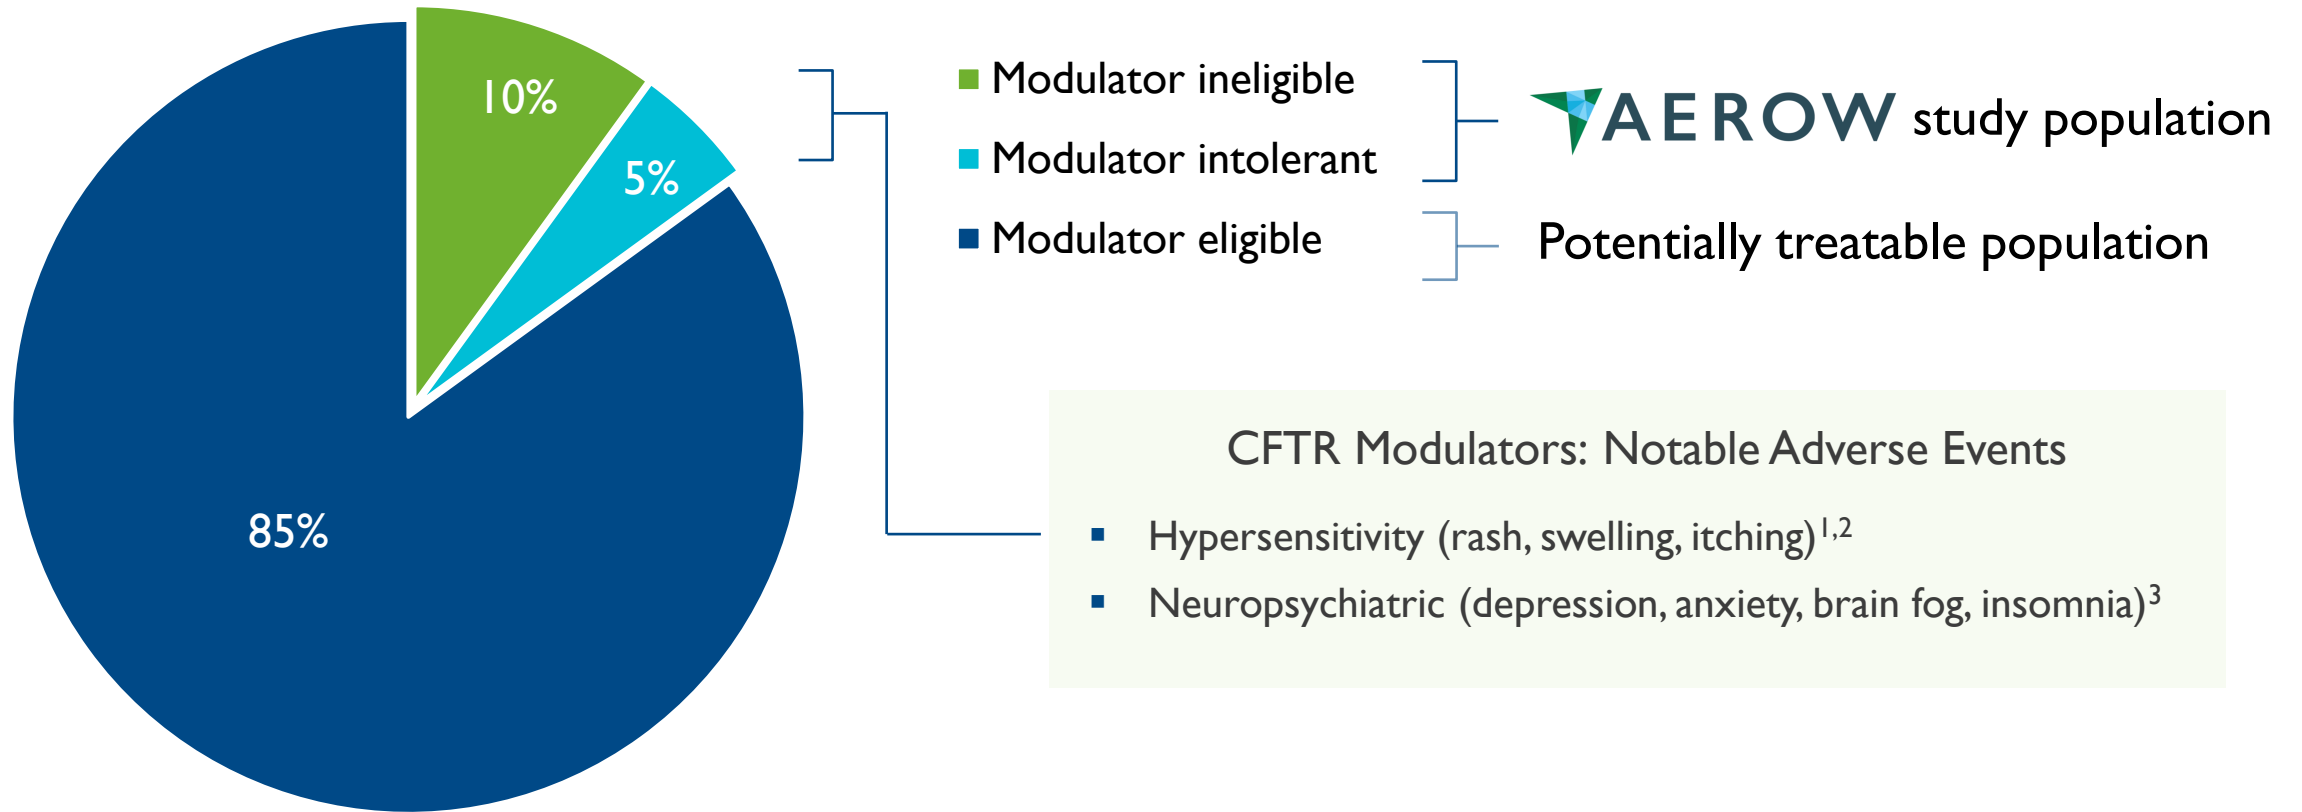 10%
5%
85%
Modulator ineligible
Modulator intolerant
Modulator eligible
AEROW study population
Potentially treatable population
CFTR Modulators: Notable Adverse Events
▪ Hypersensitivity (rash, swelling, itching)1,2
▪ Neuropsychiatric (depression, anxiety, brain fog, insomnia)3